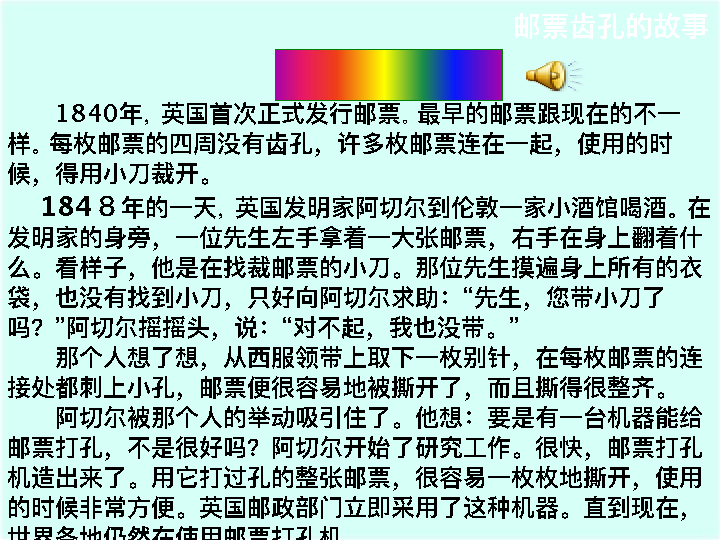 邮票齿孔的故事
1840年，英国首次正式发行邮票。最早的邮票跟现在的不一
样。每枚邮票的四周没有齿孔，许多枚邮票连在一起，使用的时
候，得用小刀裁开。
184８年的一天，英国发明家阿切尔到伦敦一家小酒馆喝酒。在
发明家的身旁，一位先生左手拿着一大张邮票，右手在身上翻着什
么。看样子，他是在找裁邮票的小刀。那位先生摸遍身上所有的衣
袋，也没有找到小刀，只好向阿切尔求助：“先生，您带小刀了
吗？”阿切尔摇摇头，说：“对不起，我也没带。”
那个人想了想，从西服领带上取下一枚别针，在每枚邮票的连
接处都刺上小孔，邮票便很容易地被撕开了，而且撕得很整齐。
阿切尔被那个人的举动吸引住了。他想：要是有一台机器能给
邮票打孔，不是很好吗？阿切尔开始了研究工作。很快，邮票打孔
机造出来了。用它打过孔的整张邮票，很容易一枚枚地撕开，使用
的时候非常方便。英国邮政部门立即采用了这种机器。直到现在，
世界各地仍然在使用邮票打孔机